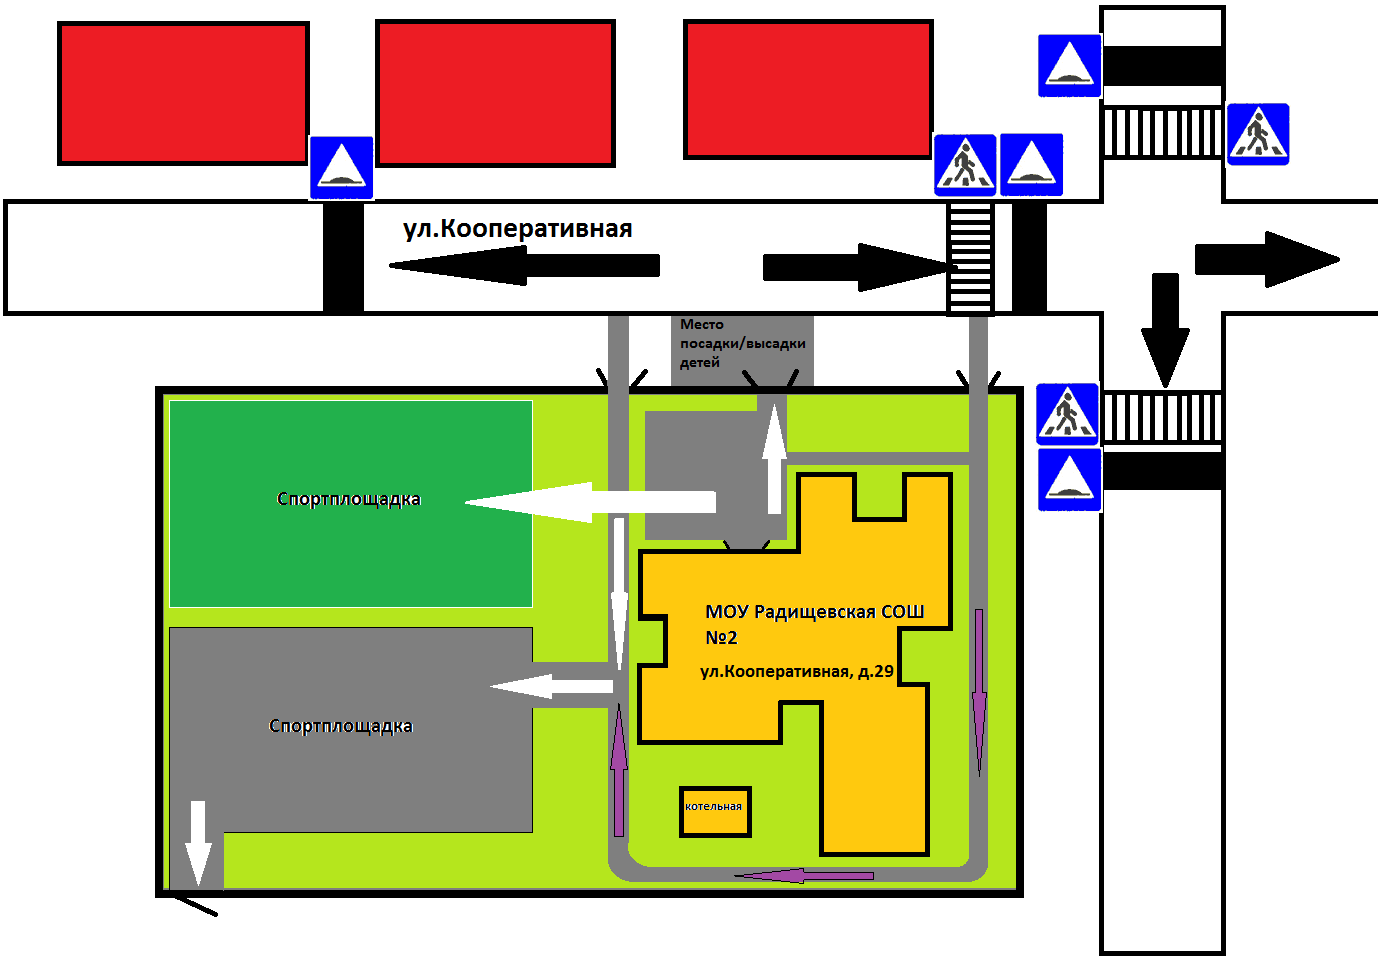 ул.Кооперативная
Место
посадки/высадки
детей
Спортплощадка
МОУ Радищевская СОШ
№2
ул.Кооперативная, д.29
Спортплощадка
котельная